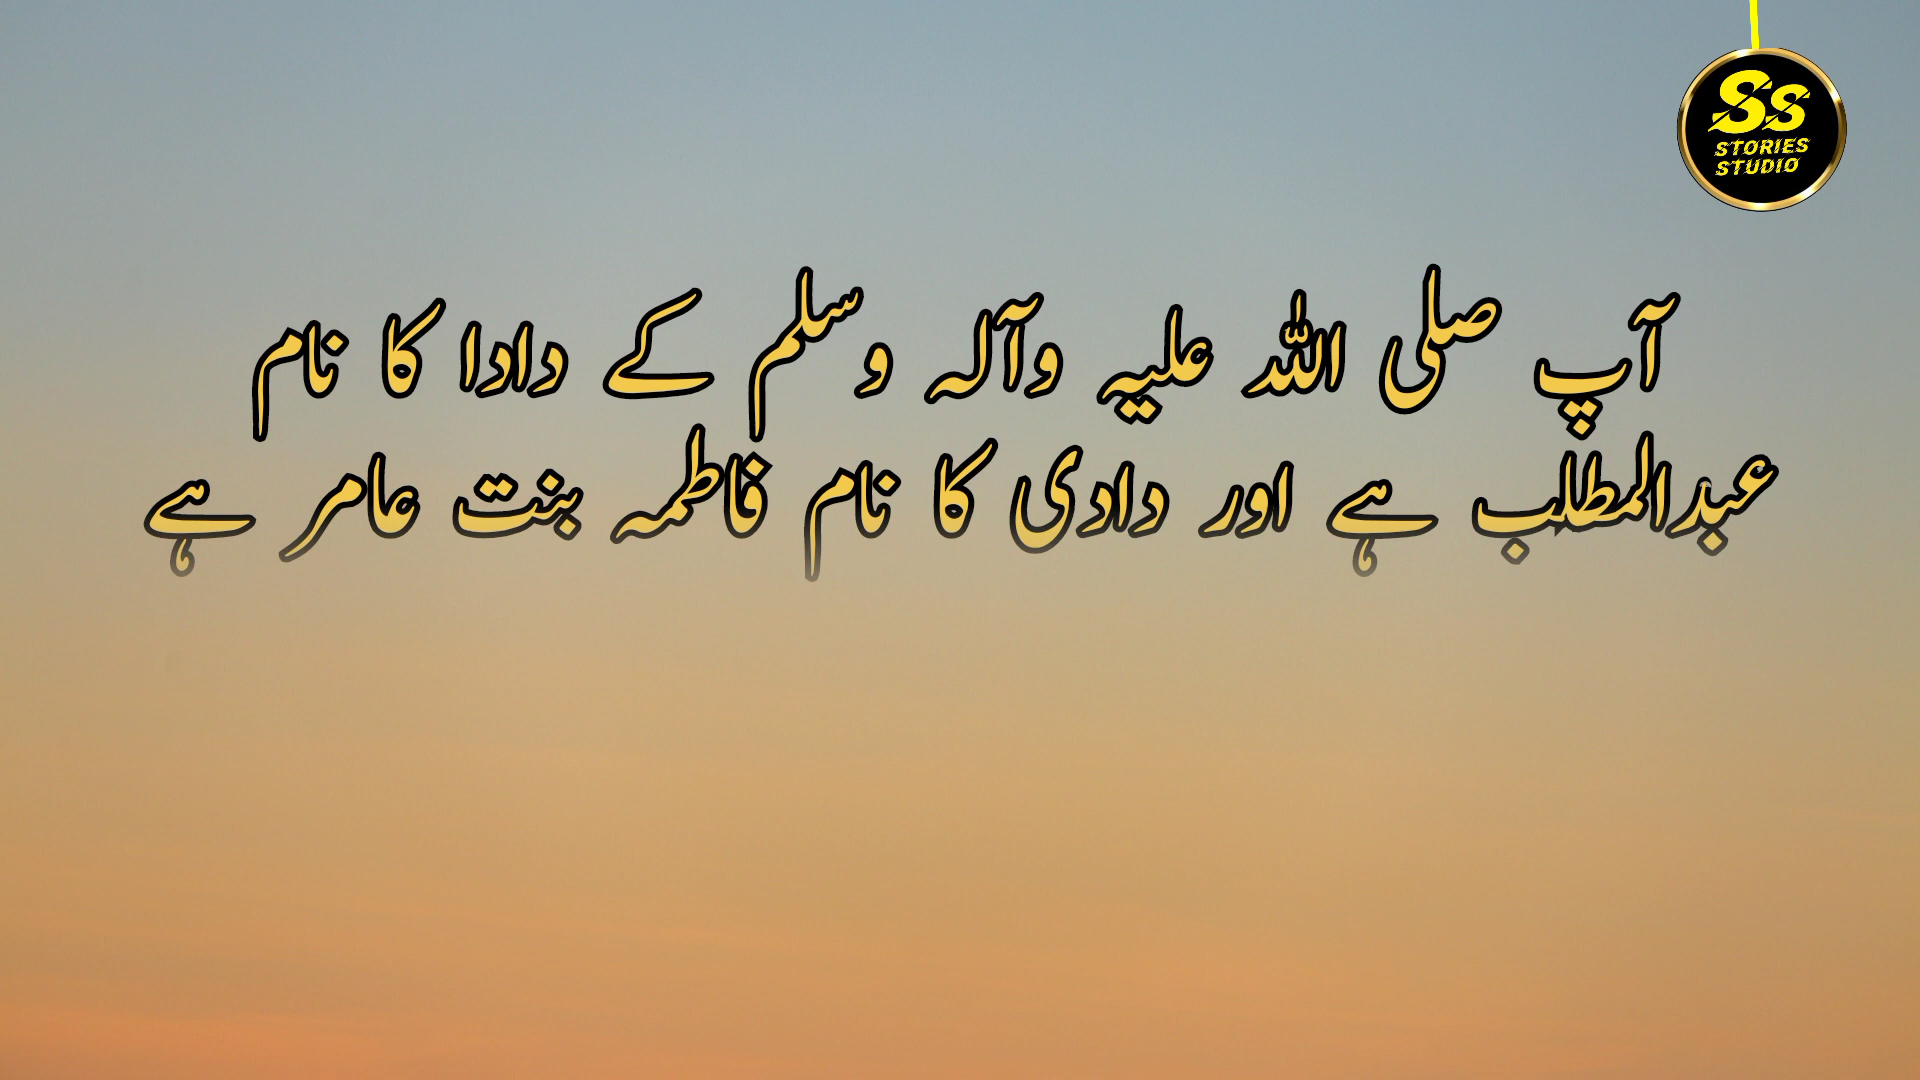 Ss
STORIES
STUDIO
آپ صلی اللہ علیہ وآلہ وسلم کے دادا کا نام
عبدالمطلب ہے اور دادی کا نام فاطمہ بنت عامر ہے